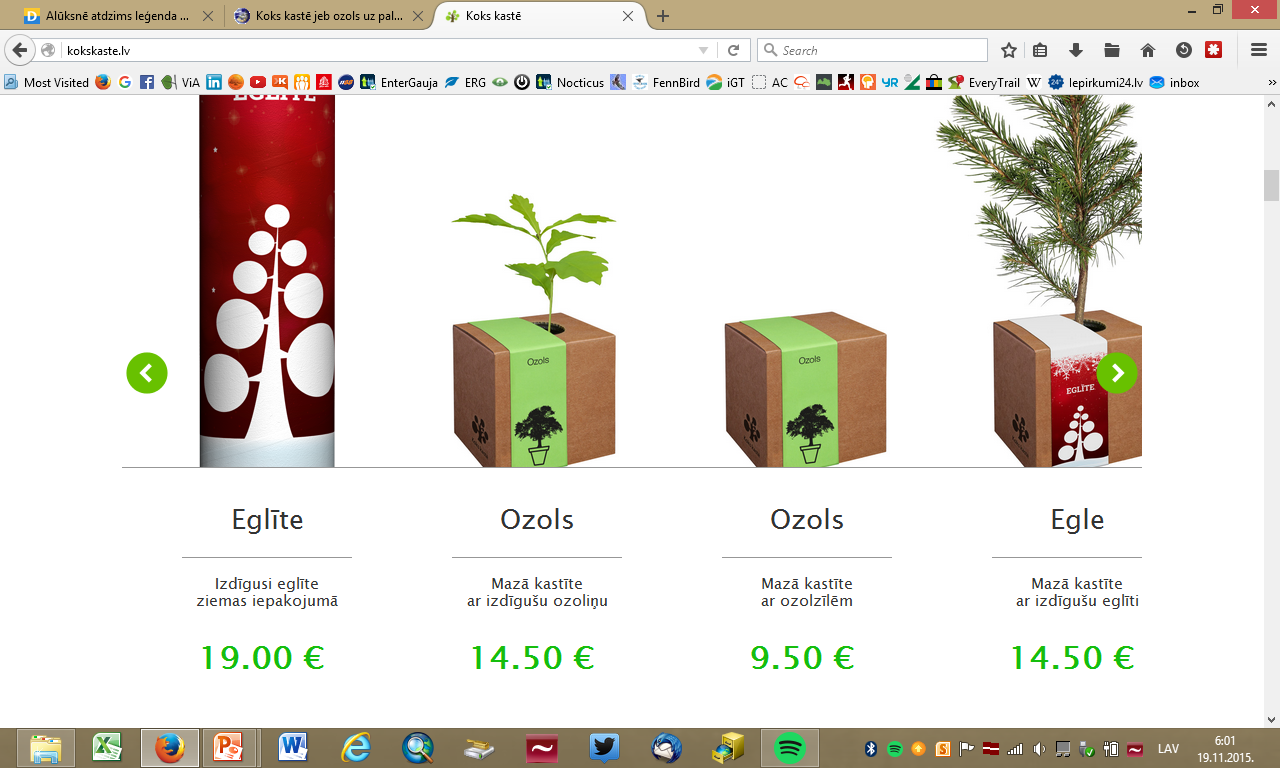 Alūksnē atdzims leģenda ...
Koks kastē jeb ozols uz pal...
Koks kastē
kokskaste.lv
Search
Most Visited
ViA
EnterGauja
ERG
Nocticus
FennBird
IT
AC
YR
EveryTrail
W
Iepirkumi24.lv
inbox
EGLĪTE
Ozols
Ozols
EGLĪTE
Eglīte
Izdīgusi eglīte
ziemas iepakojumā
19.00 €
Ozols
Mazā kastīte
ar izdīgušu ozoliņu
14.50 €
Ozols
Mazā kastīte
ar ozolzīlēm
9.50 €
Egle
Mazā kastīte
ar izdīgušu eglīti
14.50 €
LAV
6:01
19.11.2015.